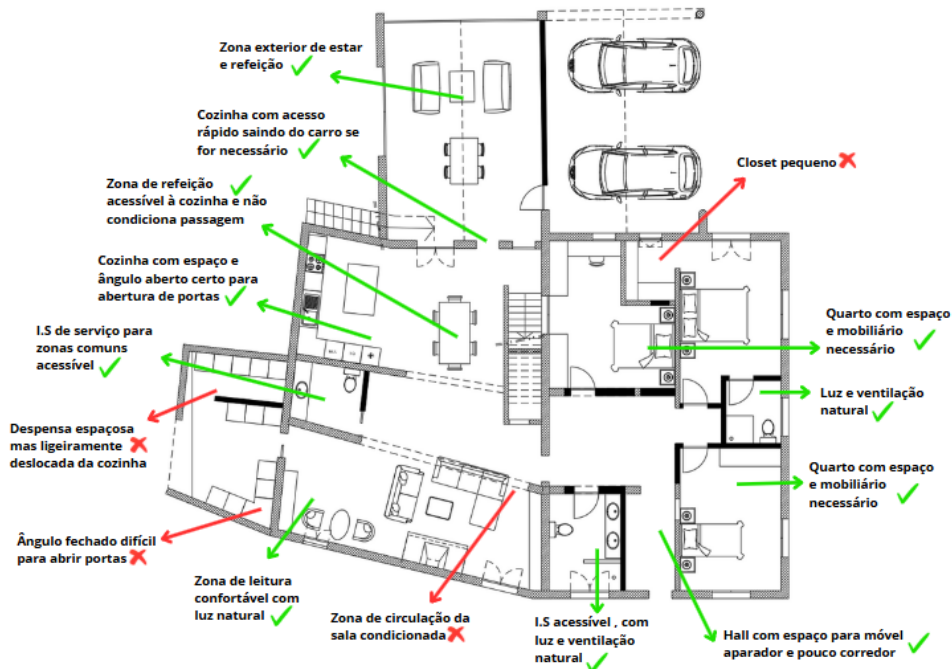 Zona exterior de estar
e refeição
Cozinha com acesso
rápido saindo do carro se
for necessário
Closet pequeno
Zona de refeição
acessível à cozinha e não
condiciona passagem
Cozinha com espaço e
ângulo aberto certo para
abertura de portas
Quarto com espaço
e mobiliário
necessário
I.S de serviço para
zonas comuns
acessível
Luz e ventilação
natural
Despensa espaçosa
mas ligeiramente
deslocada da cozinha
Quarto com espaço
e mobiliário
necessário
Ângulo fechado difícil
para abrir portas
Zona de leitura
confortável com
luz natural
Zona de circulação da
sala condicionada
I.S acessível , com
luz e ventilação
natural
Hall com espaço para móvel
aparador e pouco corredor